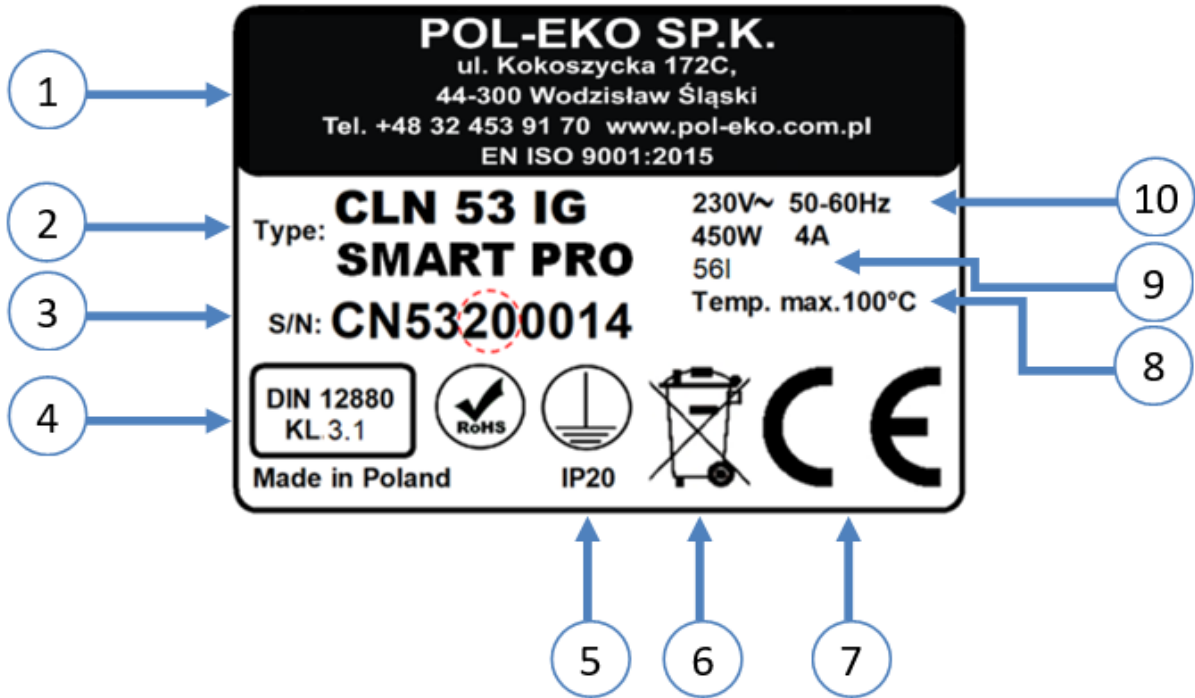 POL-EKO SP.K.
ul. Kokoszycka 172C,
44-300 Wodzisław Śląski
Tel. +48 32 453 91 70 www.pol-eko.com.pl
EN ISO 9001:2015
1
2
3
4
Type: CLN 53 IG
SMART PRO
S/N: CN53200014
230V~ 50-60Hz
450W 4A
56l
Temp. max.100°C
10
9
8
DIN 12880
KL.3.1
RoHS
IP20
CE
Made in Poland
5
6
7